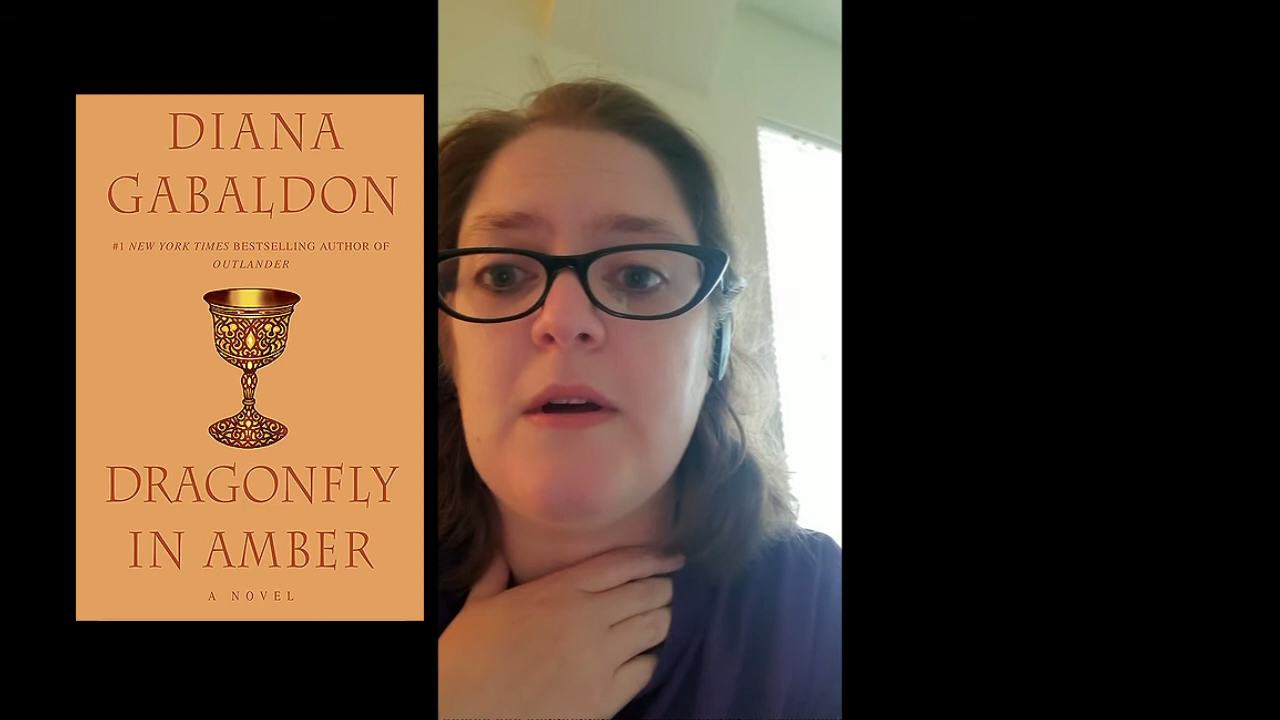 DIANA
GABALDON
#1 NEW YORK TIMES BESTSELLING AUTHOR OF
OUTLANDER
DRAGONFLY
IN AMBER
A NOVEL